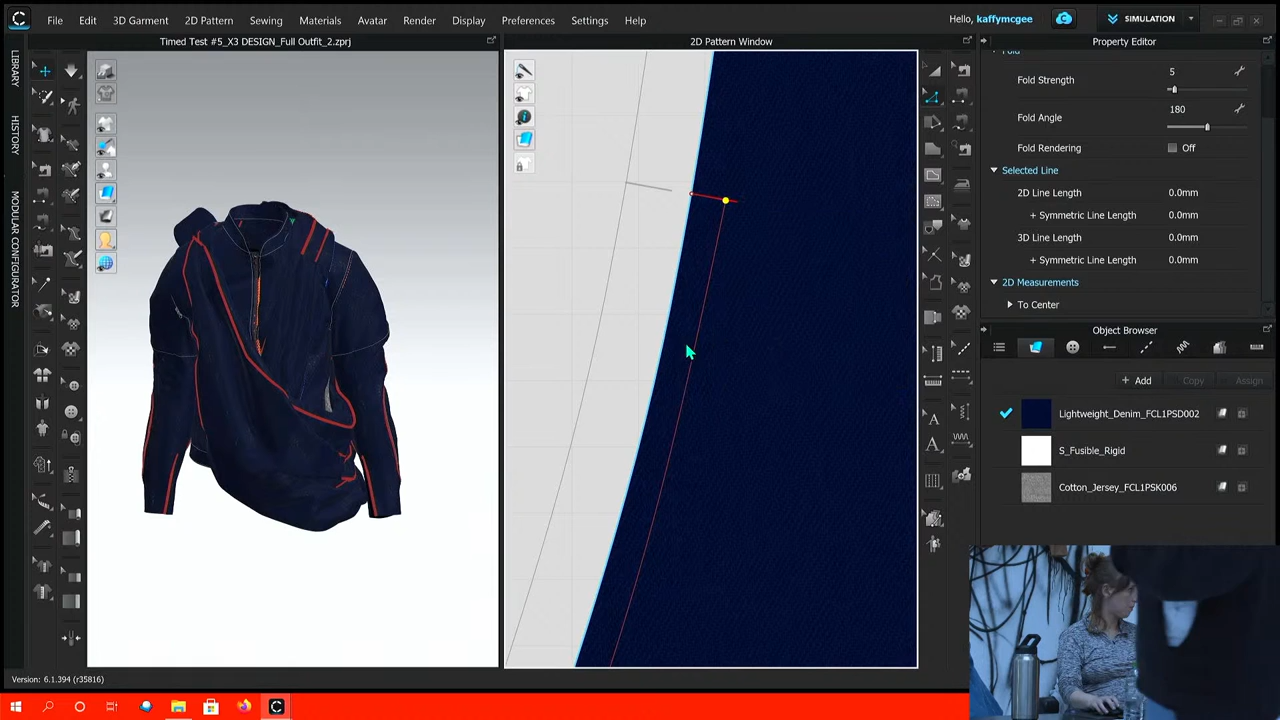 File Edit 3D Garment 2D Pattern Sewing Materials Avatar Render Display Preferences Settings Help
Hello, kaffymcgee
SIMULATION
Timed Test #5_X3 DESIGN_Full Outfit_2.zprj
2D Pattern Window
Property Editor
LIBRARY
HISTORY
MODULAR CONFIGURATOR
Fold
Fold Strength 5
Fold Angle 180
Fold Rendering Off
Selected Line
2D Line Length 0.0mm
+ Symmetric Line Length 0.0mm
3D Line Length 0.0mm
+ Symmetric Line Length 0.0mm
2D Measurements
To Center
Object Browser
+ Add Copy Assign
Lightweight_Denim_FCL1PSD002
S_Fusible_Rigid
Cotton_Jersey_FCL1PSK006
Version: 6.1.394 (r35816)